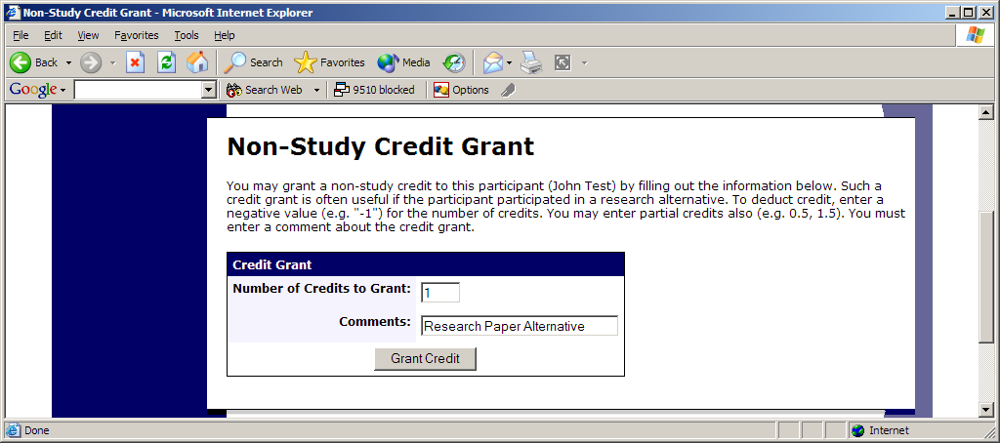 Non-Study Credit Grant - Microsoft Internet Explorer
File Edit View Favorites Tools Help
Back Search Favorites Media
Google Search Web 9510 blocked Options
Non-Study Credit Grant
You may grant a non-study credit to this participant (John Test) by filling out the information below. Such a
credit grant is often useful if the participant participated in a research alternative. To deduct credit, enter a
negative value (e.g. "-1") for the number of credits. You may enter partial credits also (e.g. 0.5, 1.5). You must
enter a comment about the credit grant.
Credit Grant
Number of Credits to Grant: 1
Comments: Research Paper Alternative
Grant Credit
Done Internet